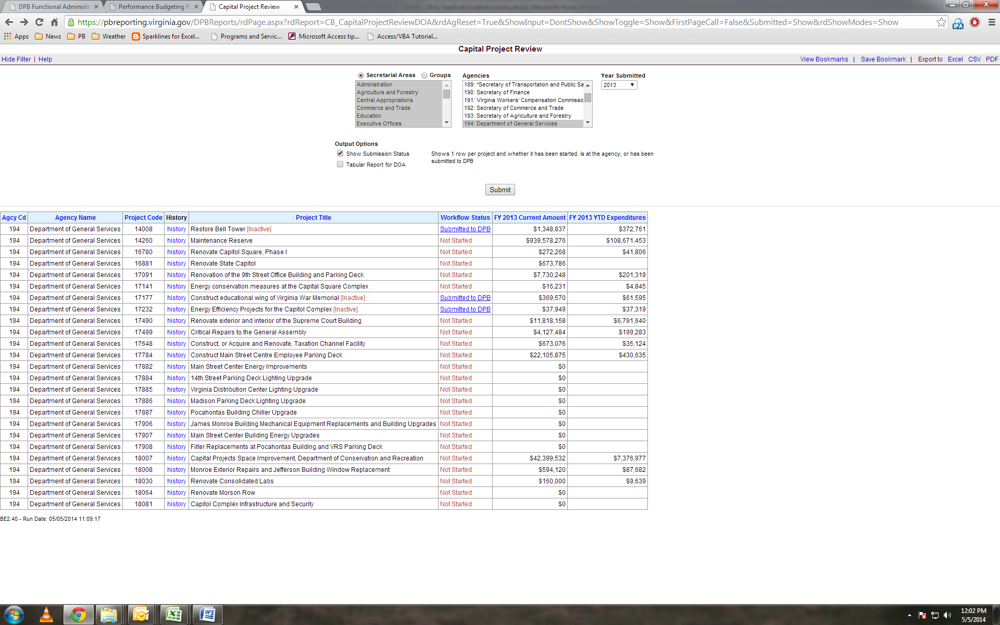 DPB Functional Administr
Performance Budgeting R
Capital Project Review
https://pbreporting.virginia.gov/DPBReports/rdPage.aspx?rdReport=CB_CapitalProjectReviewDOA&rdAgReset=True&ShowInput=DontShow&ShowToggle=Show&FirstPageCall=False&Submitted=Show&rdShowModes=Show
Apps News PB Weather Sparklines for Excel... Programs and Servic... Microsoft Access tip... Access/VBA Tutorial...
Capital Project Review
Hide Filter | Help View Bookmarks | Save Bookmark | Export to Excel CSV PDF
Secretarial Areas Groups
Administration
Agriculture and Forestry
Central Appropriations
Commerce and Trade
Education
Executive Offices
Agencies
189: *Secretary of Transportation and Public Sa
190: Secretary of Finance
191: Virginia Workers' Compensation Commissic
192: Secretary of Commerce and Trade
193: Secretary of Agriculture and Forestry
194: Department of General Services
Year Submitted
2013
Output Options
Show Submission Status
Tabular Report for DOA
Shows 1 row per project and whether it has been started, is at the agency, or has been
submitted to DPB
Submit
Agcy Cd Agency Name Project Code History Project Title Workflow Status FY 2013 Current Amount FY 2013 YTD Expenditures
194 Department of General Services 14008 history Restore Bell Tower [Inactive] Submitted to DPB $1,348,837 $372,761
194 Department of General Services 14260 history Maintenance Reserve Not Started $939,578,276 $108,671,453
194 Department of General Services 16780 history Renovate Capitol Square, Phase I Not Started $272,268 $41,806
194 Department of General Services 16881 history Renovate State Capitol Not Started $673,786
194 Department of General Services 17091 history Renovation of the 9th Street Office Building and Parking Deck Not Started $7,730,248 $201,319
194 Department of General Services 17141 history Energy conservation measures at the Capital Square Complex Not Started $16,231 $4,845
194 Department of General Services 17177 history Construct educational wing of Virginia War Memorial [Inactive] Submitted to DPB $369,570 $61,595
194 Department of General Services 17232 history Energy Efficiency Projects for the Capitol Complex [Inactive] Submitted to DPB $37,949 $37,319
194 Department of General Services 17490 history Renovate exterior and interior of the Supreme Court Building Not Started $11,818,158 $6,791,640
194 Department of General Services 17499 history Critical Repairs to the General Assembly Not Started $4,127,484 $199,283
194 Department of General Services 17648 history Construct, or Acquire and Renovate, Taxation Channel Facility Not Started $673,076 $35,124
194 Department of General Services 17784 history Construct Main Street Centre Employee Parking Deck Not Started $22,105,875 $430,635
194 Department of General Services 17882 history Main Street Center Energy Improvements Not Started $0
194 Department of General Services 17884 history 14th Street Parking Deck Lighting Upgrade Not Started $0
194 Department of General Services 17885 history Virginia Distribution Center Lighting Upgrade Not Started $0
194 Department of General Services 17886 history Madison Parking Deck Lighting Upgrade Not Started $0
194 Department of General Services 17887 history Pocahontas Building Chiller Upgrade Not Started $0
194 Department of General Services 17906 history James Monroe Building Mechanical Equipment Replacements and Building Upgrades Not Started $0
194 Department of General Services 17907 history Main Street Center Building Energy Upgrades Not Started $0
194 Department of General Services 17908 history Filter Replacements at Pocahontas Building and VRS Parking Deck Not Started $0
194 Department of General Services 18007 history Capital Projects Space Improvement, Department of Conservation and Recreation Not Started $42,399,532 $7,376,977
194 Department of General Services 18008 history Monroe Exterior Repairs and Jefferson Building Window Replacement Not Started $594,120 $87,682
194 Department of General Services 18030 history Renovate Consolidated Labs Not Started $160,000 $9,639
194 Department of General Services 18064 history Renovate Morson Row Not Started $0
194 Department of General Services 18081 history Capitol Complex Infrastructure and Security Not Started $0
BE2.40 - Run Date: 05/05/2014 11:09:17
12:02 PM
5/5/2014